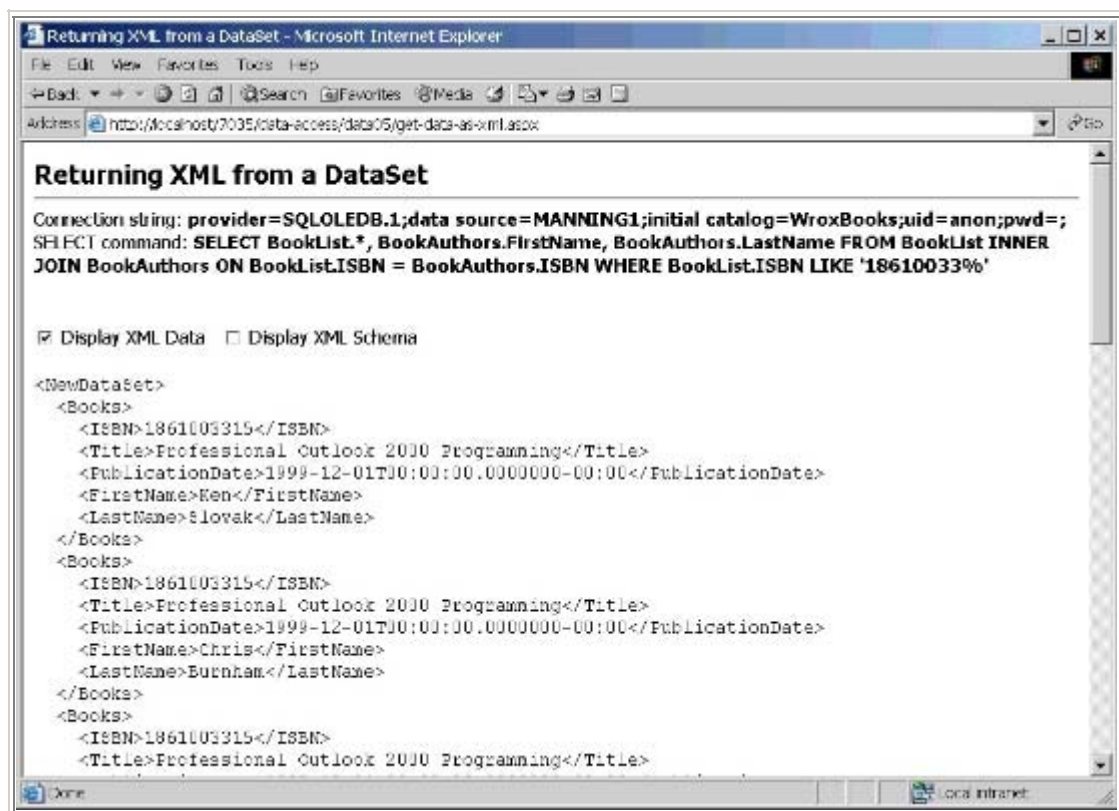 Returning XML from a DataSet - Microsoft Internet Explorer
File Edit View Favorites Tools Help
Back Search Favorites Media
Address http://localhost/7035/data-access/data05/get-data-as-xml.aspx Go
Returning XML from a DataSet
Connection string: provider=SQLOLEDB.1;data source=MANNING1;initial catalog=WroxBooks;uid=anon;pwd=;
SELECT command: SELECT BookList.*, BookAuthors.FirstName, BookAuthors.LastName FROM BookList INNER
JOIN BookAuthors ON BookList.ISBN = BookAuthors.ISBN WHERE BookList.ISBN LIKE '18610033%'
Display XML Data Display XML Schema
<NewDataSet>
<Books>
<ISBN>1861003315</ISBN>
<Title>Professional Outlook 2000 Programming</Title>
<PublicationDate>1999-12-01T00:00:00.0000000-00:00</PublicationDate>
<FirstName>Ken</FirstName>
<LastName>Slovak</LastName>
</Books>
<Books>
<ISBN>1861003315</ISBN>
<Title>Professional Outlook 2000 Programming</Title>
<PublicationDate>1999-12-01T00:00:00.0000000-00:00</PublicationDate>
<FirstName>Chris</FirstName>
<LastName>Burnham</LastName>
</Books>
<Books>
<ISBN>1861003315</ISBN>
<Title>Professional Outlook 2000 Programming</Title>
Done Local intranet